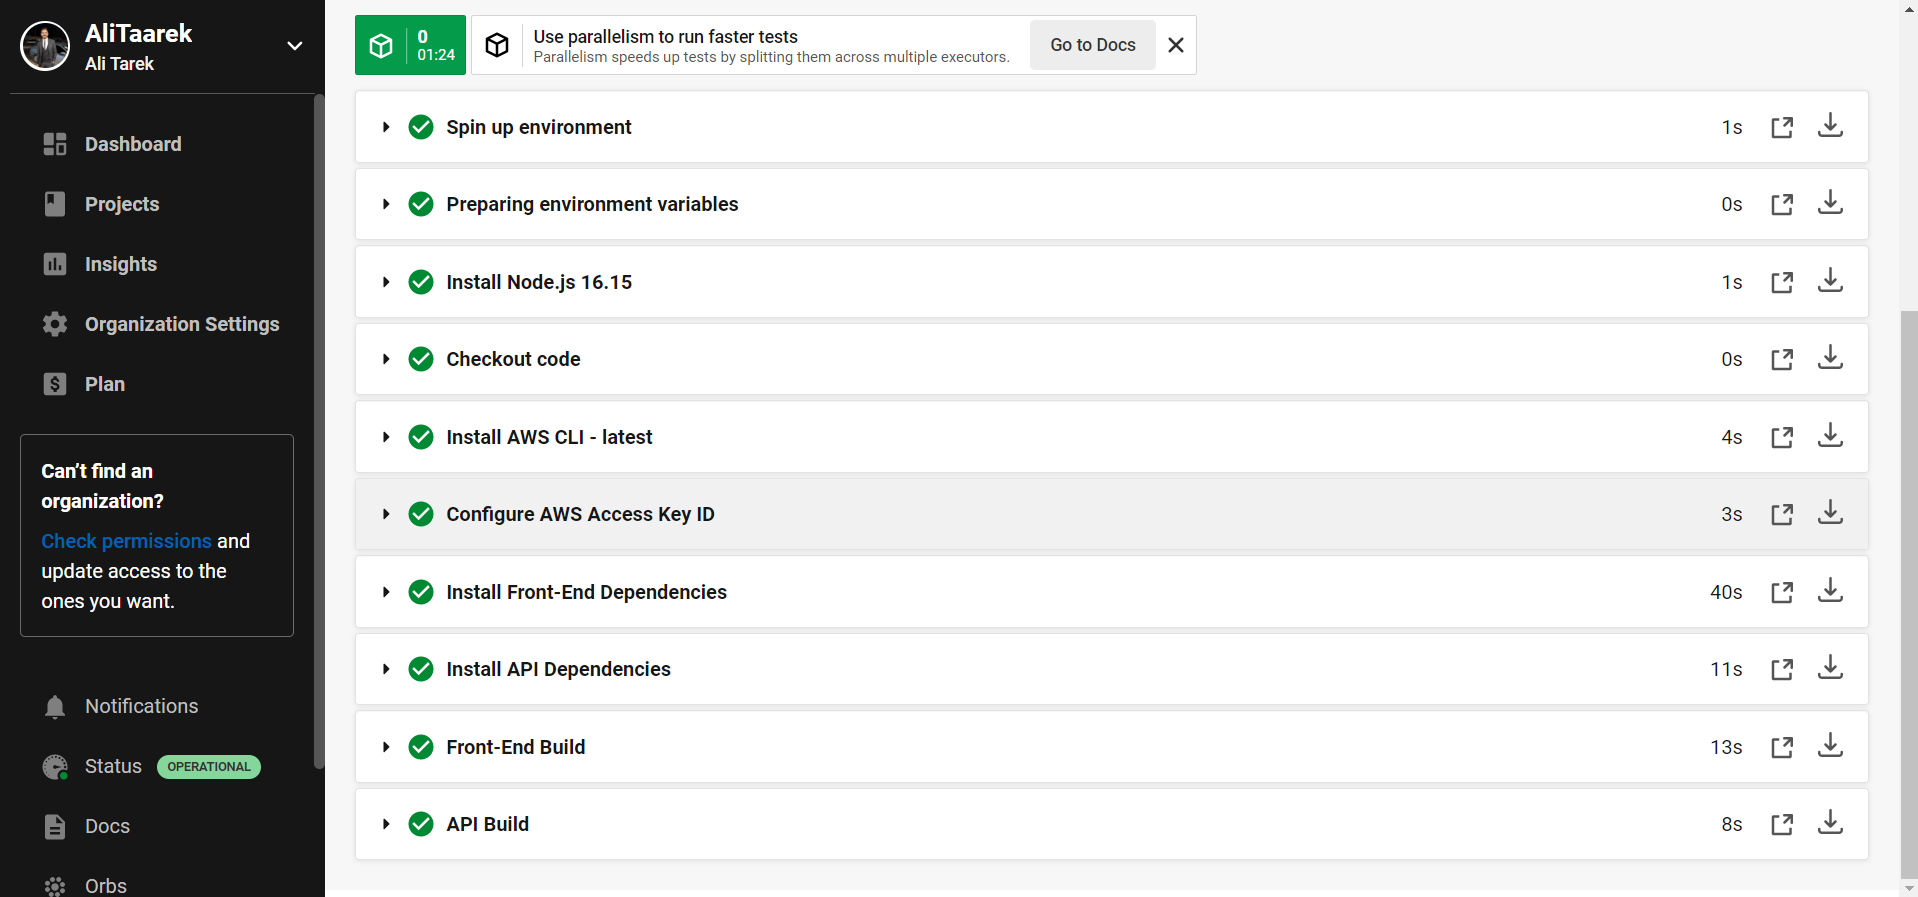 AliTaarek
Ali Tarek
Dashboard
Projects
Insights
Organization Settings
Plan
Can’t find an
organization?
Check permissions and
update access to the
ones you want.
Notifications
Status OPERATIONAL
Docs
Orbs
0
01:24
Use parallelism to run faster tests
Parallelism speeds up tests by splitting them across multiple executors.
Go to Docs
Spin up environment 1s
Preparing environment variables 0s
Install Node.js 16.15 1s
Checkout code 0s
Install AWS CLI - latest 4s
Configure AWS Access Key ID 3s
Install Front-End Dependencies 40s
Install API Dependencies 11s
Front-End Build 13s
API Build 8s